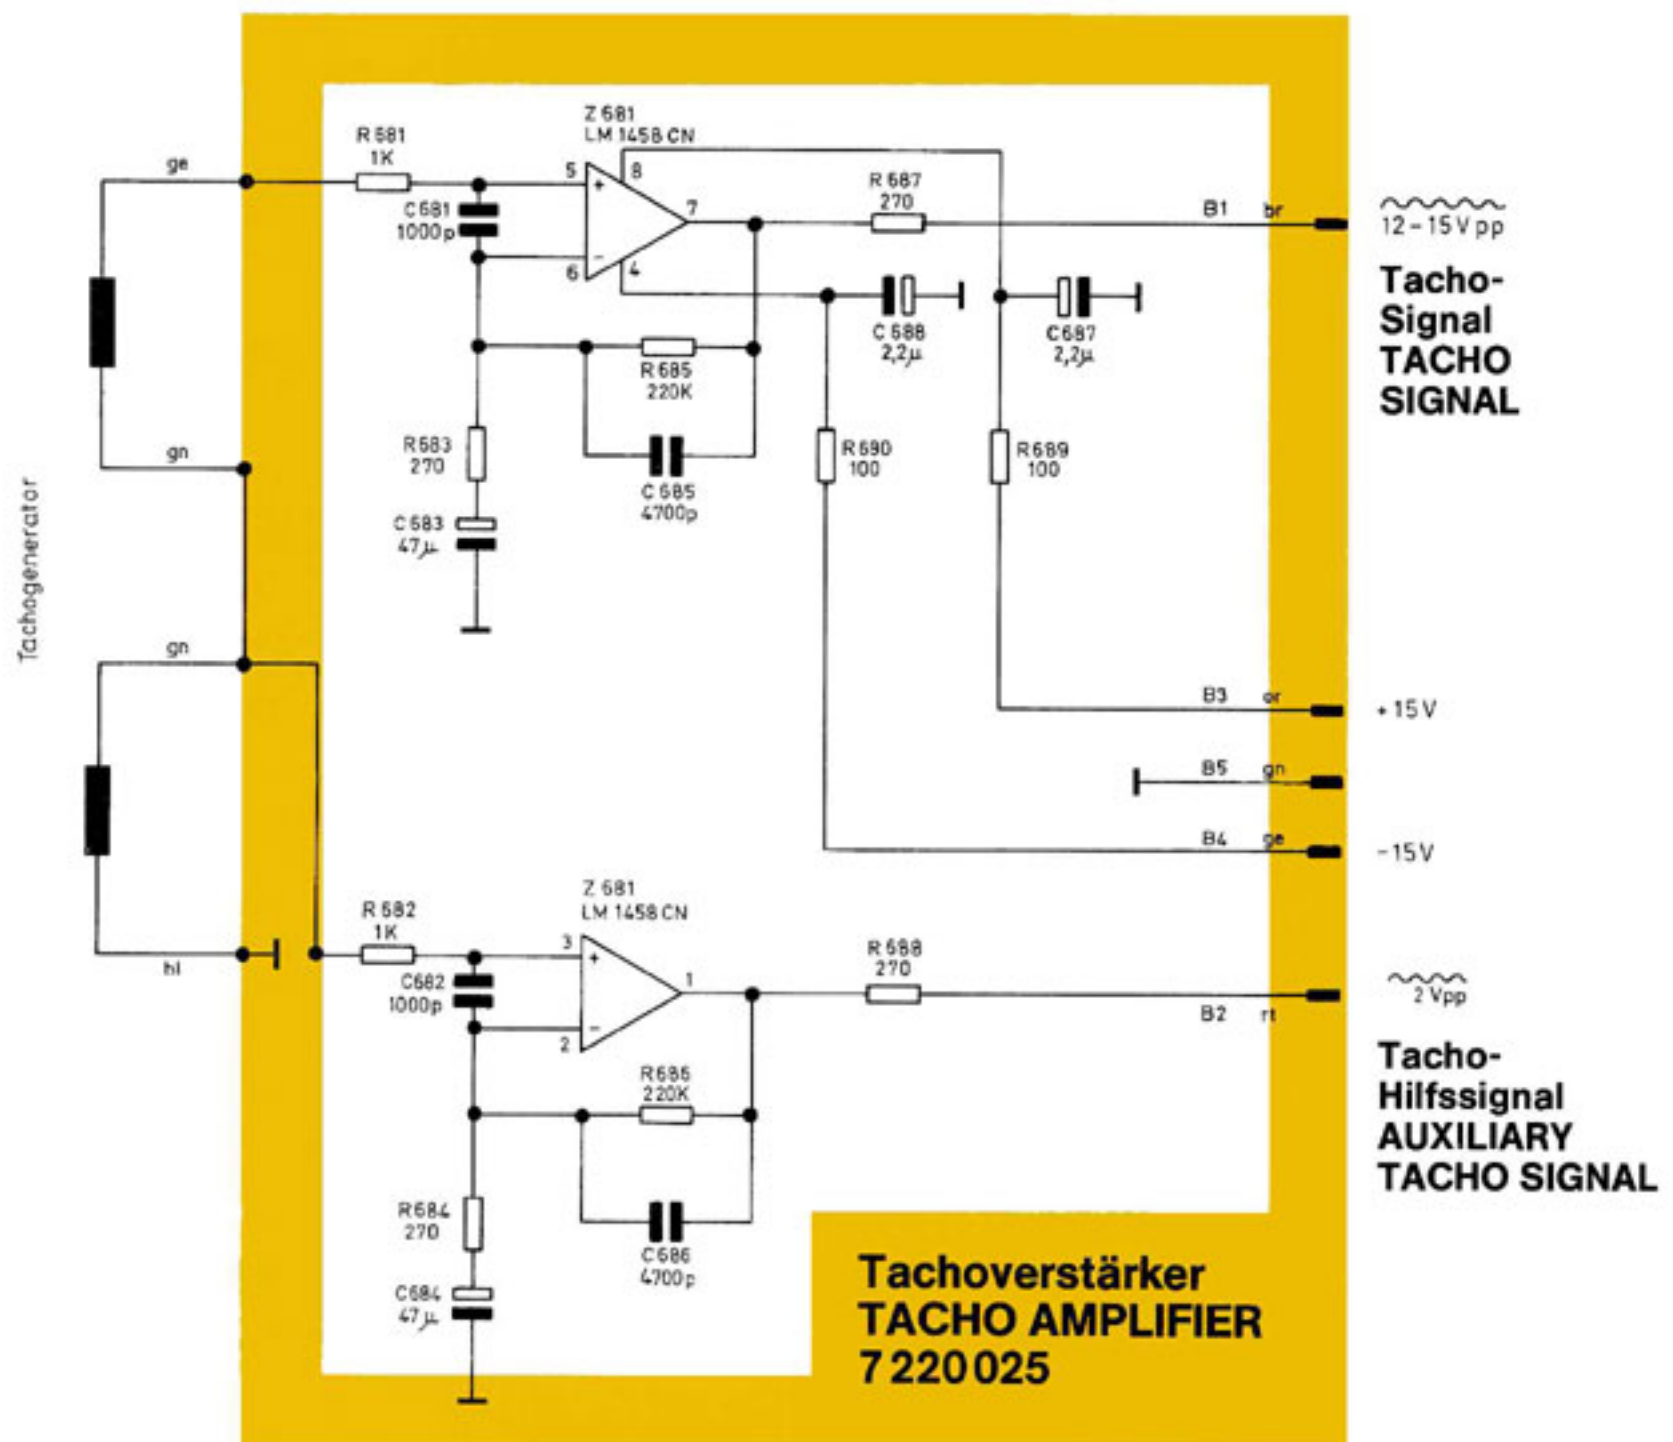 Z 681
LM 1458 CN
R 681
1K
ge
5
+
8
C 681
1000p
7
R 687
270
B1 br
12–15 V pp
6
–
4
Tacho-
Signal
TACHO
SIGNAL
C 688
2,2µ
C 687
2,2µ
R 685
220K
R 683
270
gn
R 690
100
R 689
100
C 685
4700p
C 683
47µ
Tachogenerator
gn
B3 or
+15V
B5 gn
B4 ge
-15V
Z 681
LM 1458 CN
R 682
1K
3
+
hl
C682
1000p
1
R 688
270
2 Vpp
B2 rt
2
–
Tacho-
Hilfssignal
AUXILIARY
TACHO SIGNAL
R 686
220K
R 684
270
C 686
4700p
C 684
47µ
Tachoverstärker
TACHO AMPLIFIER
7 220 025